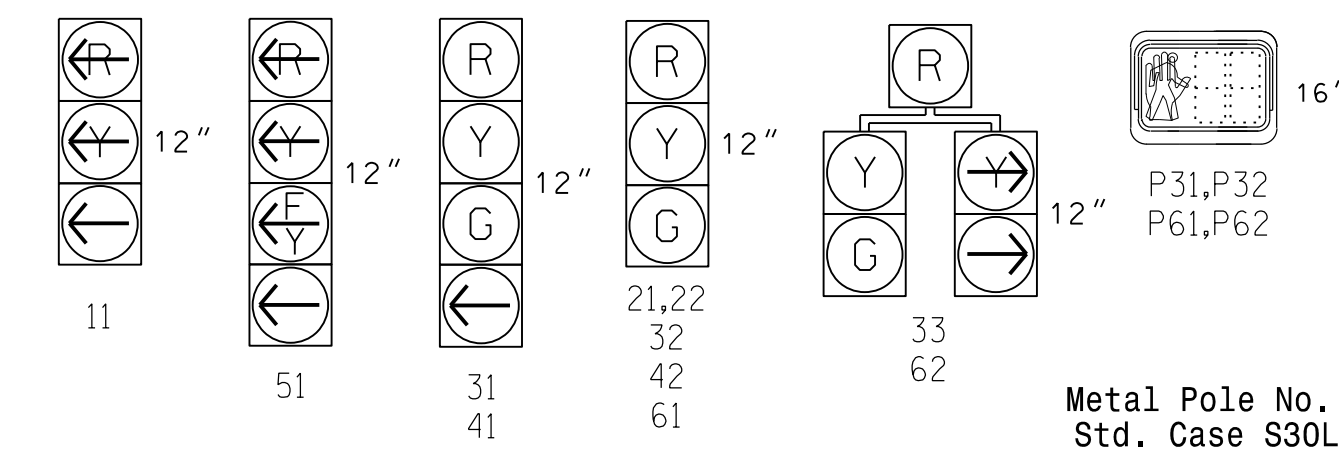 R
Y
12"
11
R
Y
F
Y
12"
51
R
Y
G
12"
31
41
R
Y
G
12"
21,22
32
42
61
R
Y
Y
G
12"
33
62
16"
P31,P32
P61,P62
Metal Pole No.
Std. Case S30L